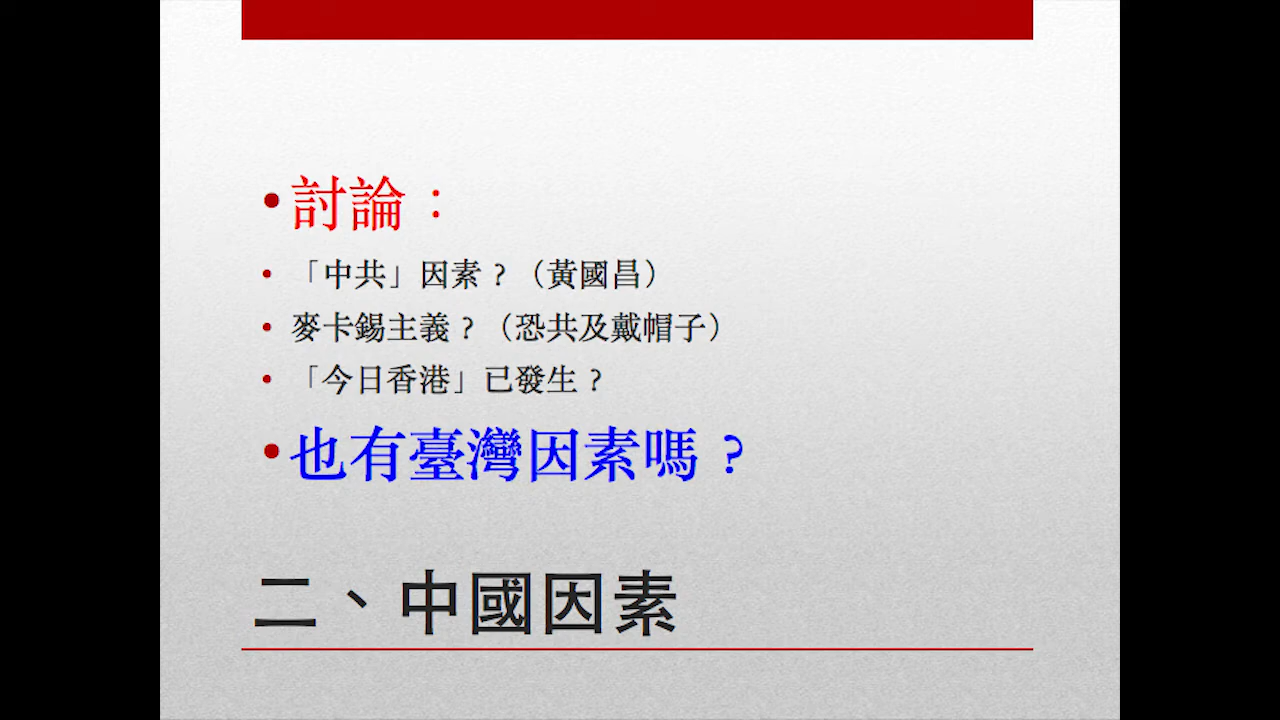 •討論：
• 「中共」因素？（黃國昌）
• 麥卡錫主義？（恐共及戴帽子）
• 「今日香港」已發生？
•也有臺灣因素嗎？
二、中國因素